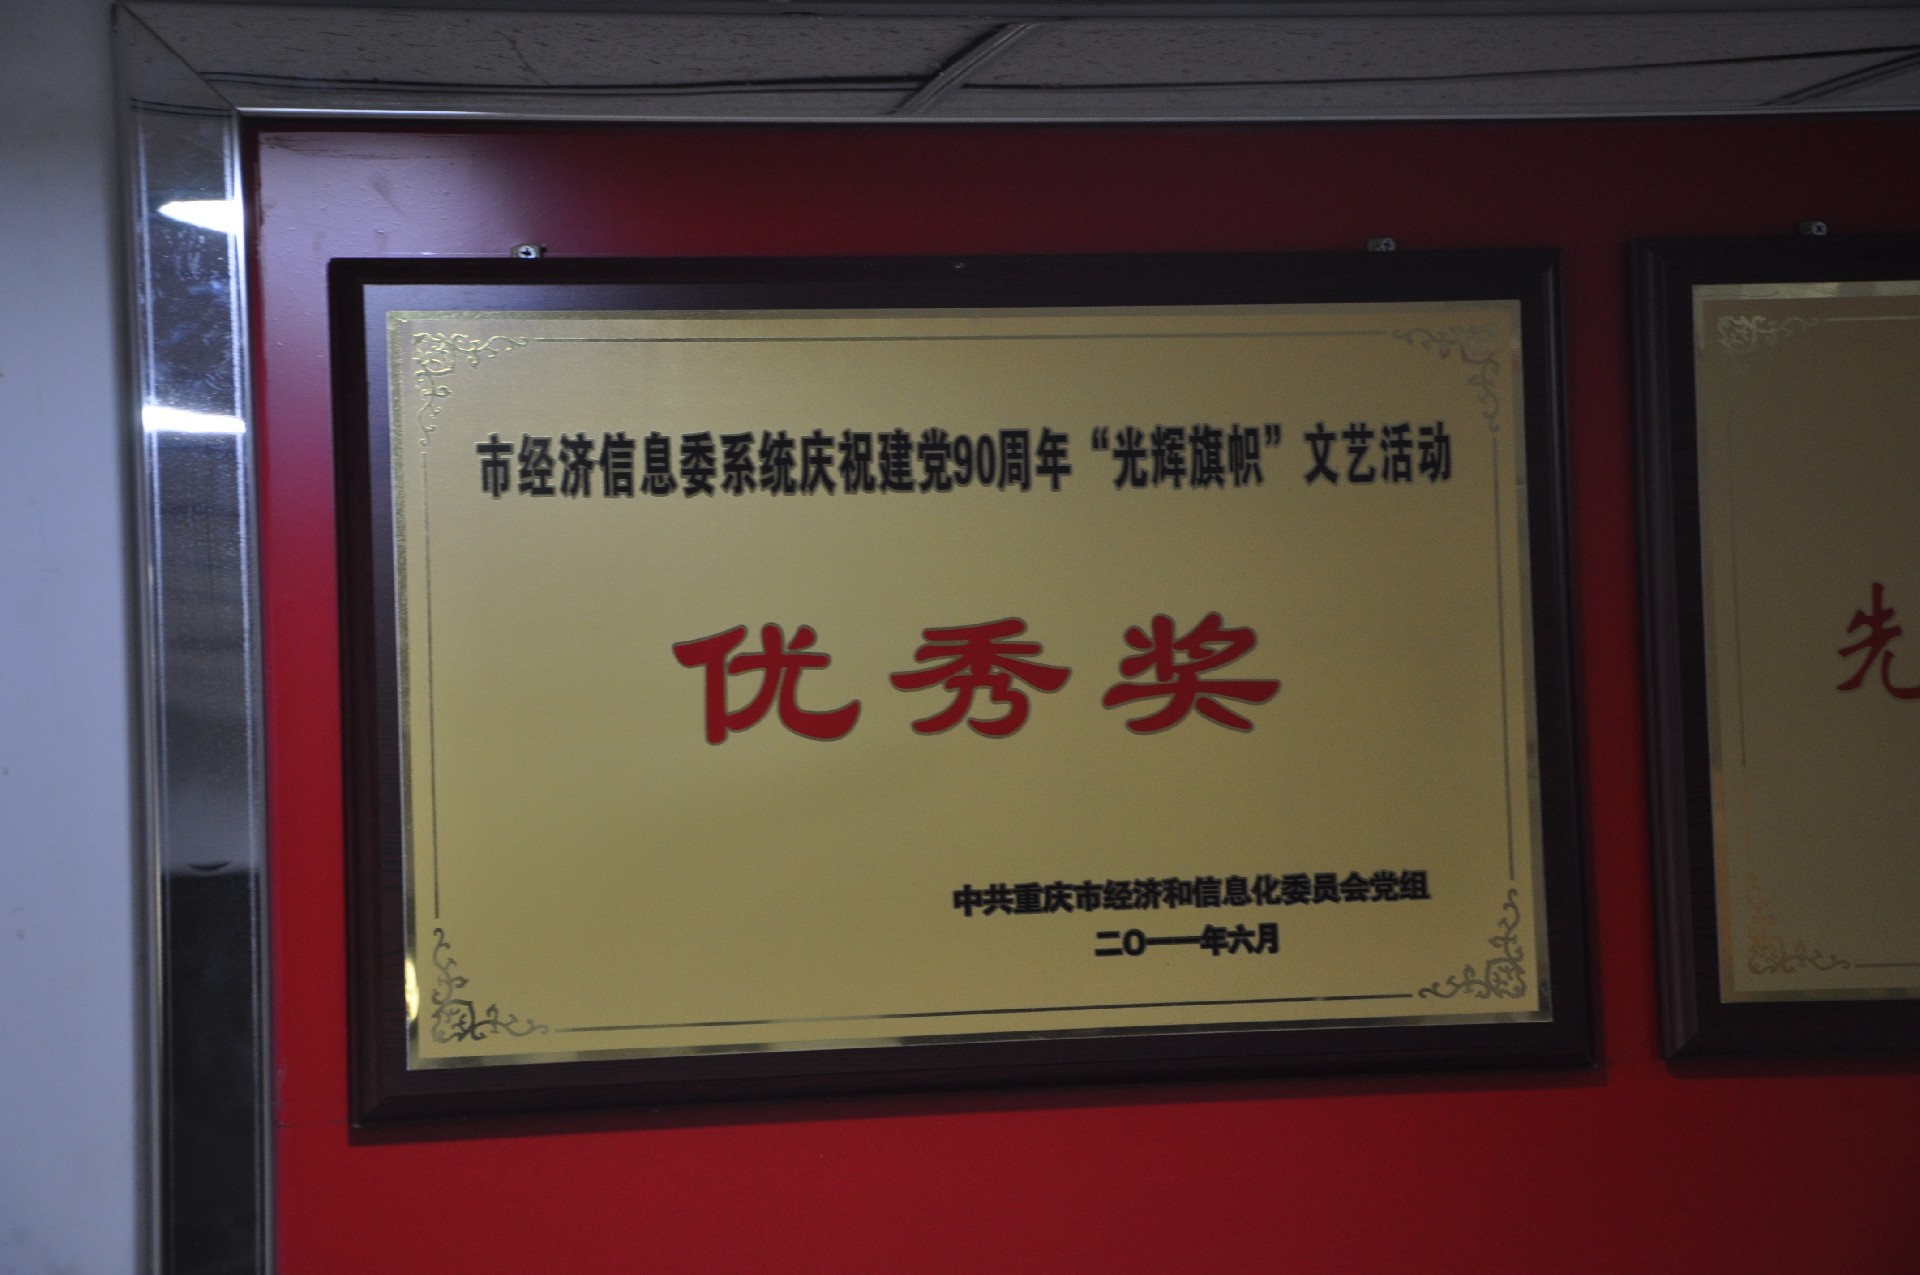 市经济信息委系统庆祝建党90周年“光辉旗帜”文艺活动
优秀奖
中共重庆市经济和信息化委员会党组
二〇一一年六月
先